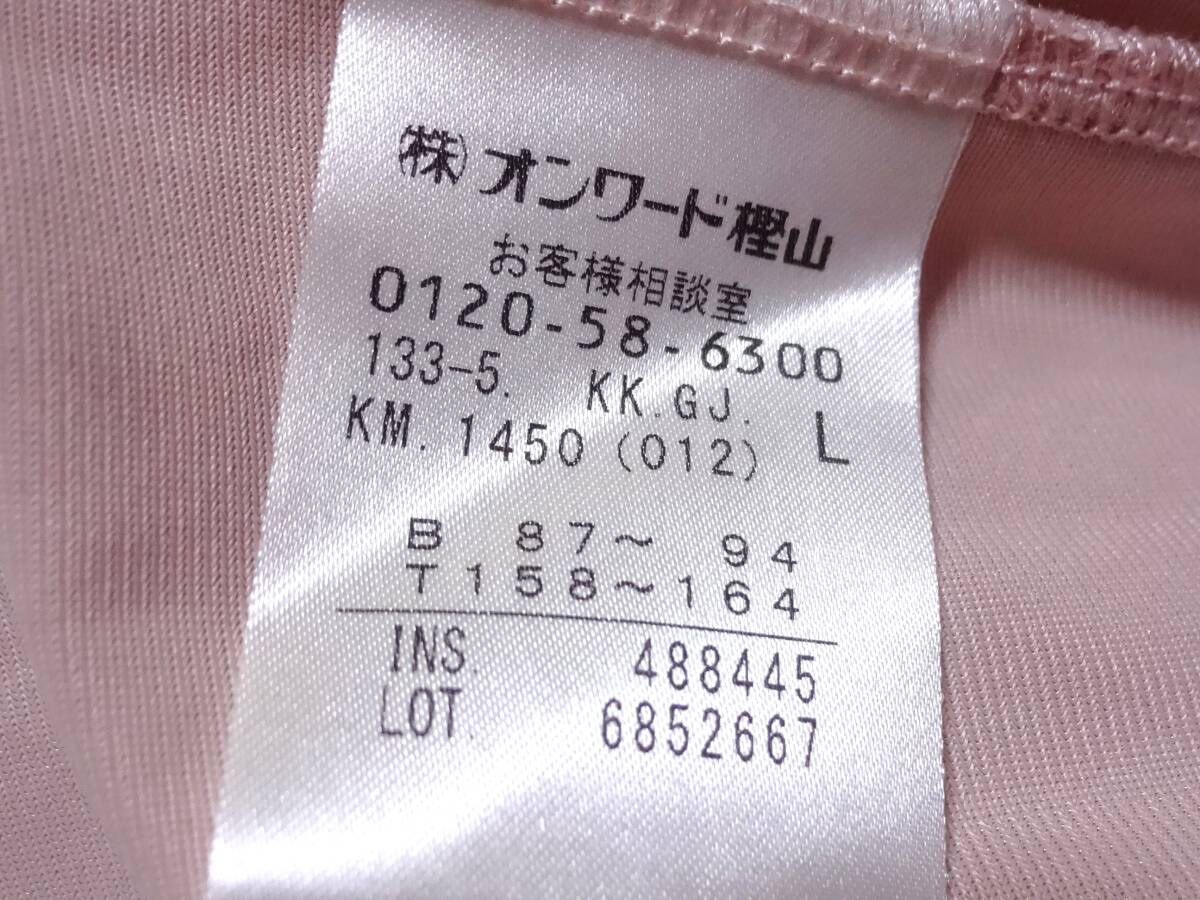 (株)オンワード樫山
お客様相談室
0120-58-6300
133-5. KK.GJ.
KM. 1450 (012) L
B 87～ 94
T 158～164
INS. 488445
LOT. 6852667